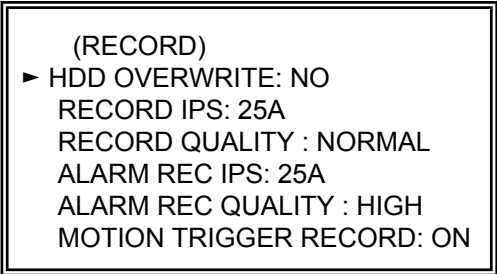 (RECORD)
► HDD OVERWRITE: NO
RECORD IPS: 25A
RECORD QUALITY : NORMAL
ALARM REC IPS: 25A
ALARM REC QUALITY : HIGH
MOTION TRIGGER RECORD: ON